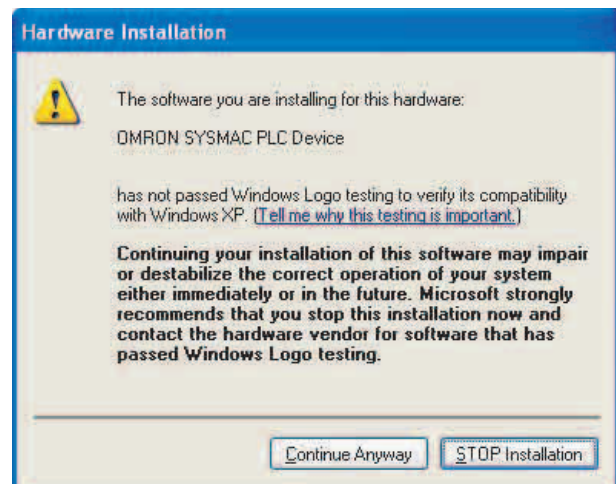 Hardware Installation
The software you are installing for this hardware:
OMRON SYSMAC PLC Device
has not passed Windows Logo testing to verify its compatibility
with Windows XP. (Tell me why this testing is important.)
Continuing your installation of this software may impair
or destabilize the correct operation of your system
either immediately or in the future. Microsoft strongly
recommends that you stop this installation now and
contact the hardware vendor for software that has
passed Windows Logo testing.
Continue Anyway STOP Installation